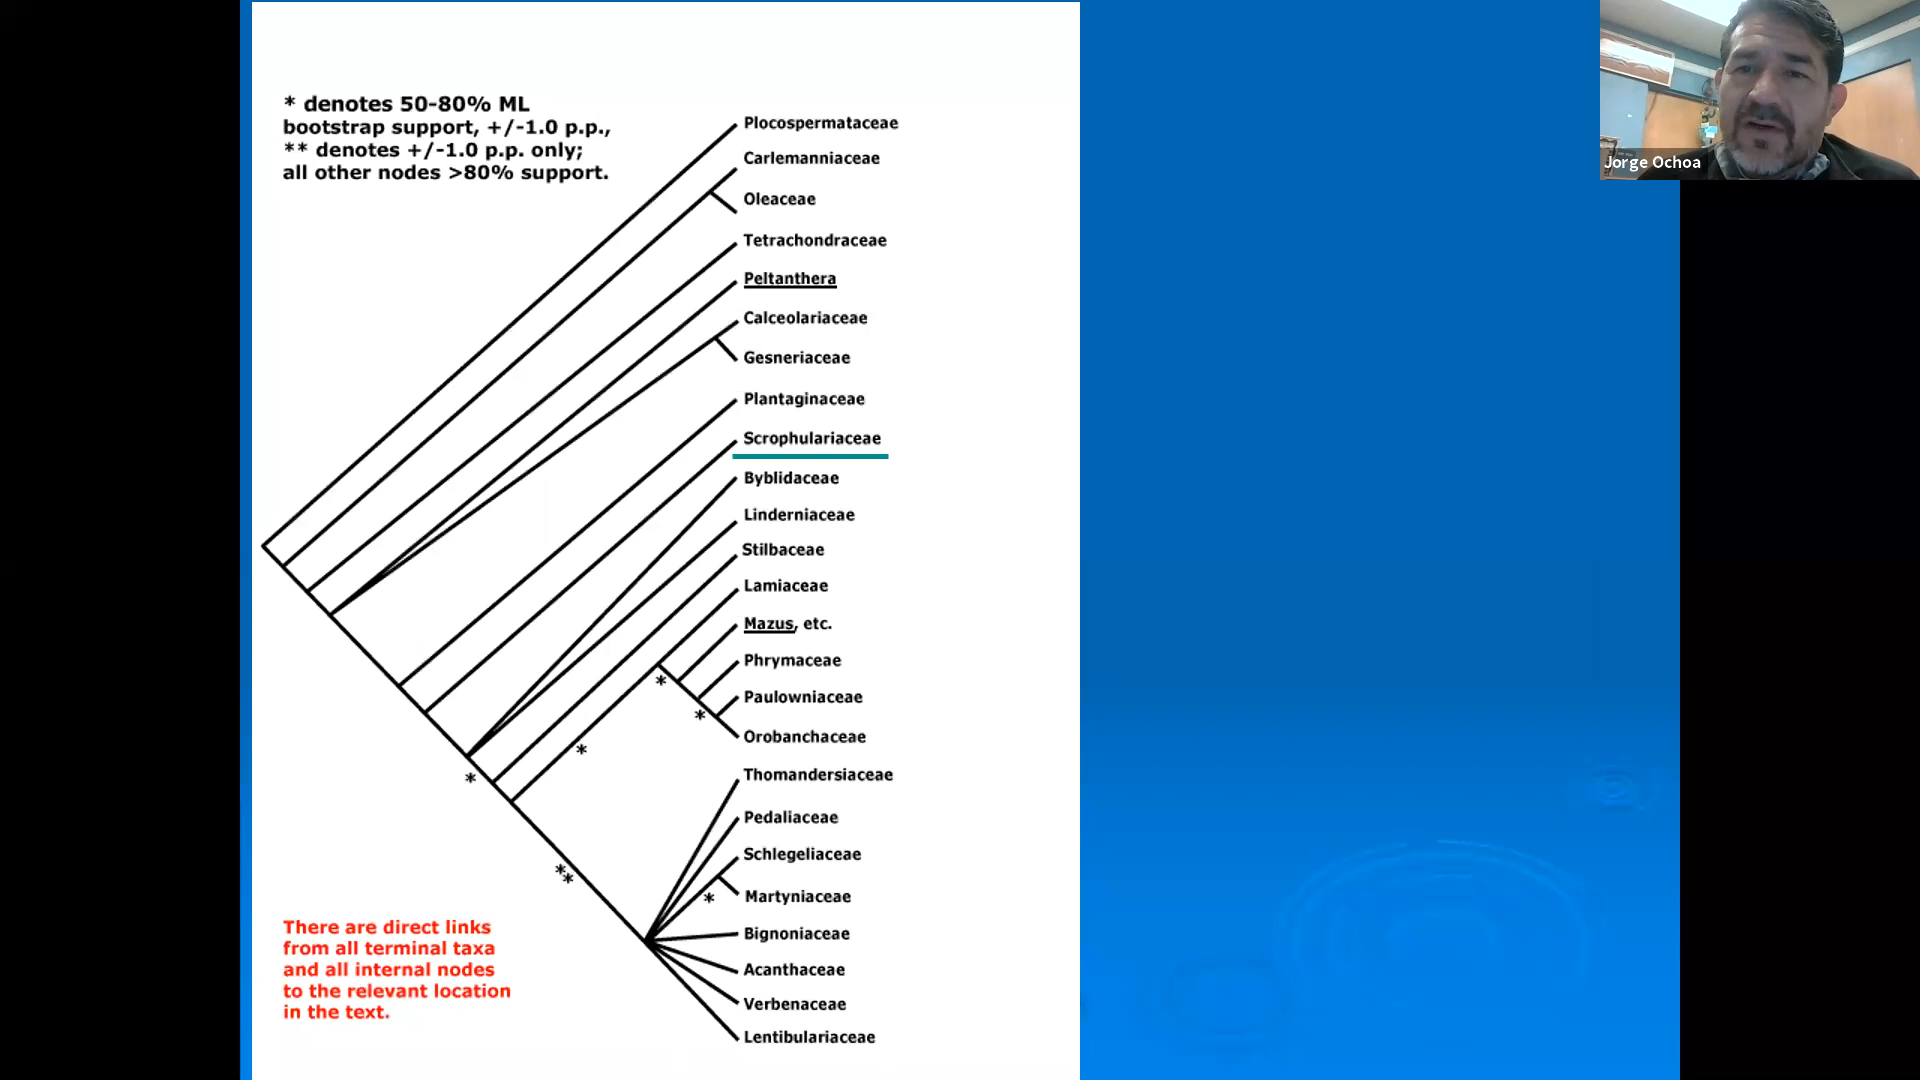 * denotes 50-80% ML
bootstrap support, +/-1.0 p.p.,
** denotes +/-1.0 p.p. only;
all other nodes >80% support.
Plocospermataceae
Carlemanniaceae
Oleaceae
Tetrachondraceae
Peltanthera
Calceolariaceae
Gesneriaceae
Plantaginaceae
Scrophulariaceae
Byblidaceae
Linderniaceae
Stilbaceae
Lamiaceae
Mazus, etc.
Phrymaceae
Paulowniaceae
Orobanchaceae
Thomandersiaceae
Pedaliaceae
Schlegeliaceae
Martyniaceae
Bignoniaceae
Acanthaceae
Verbenaceae
Lentibulariaceae
*
*
*
*
**
*
There are direct links
from all terminal taxa
and all internal nodes
to the relevant location
in the text.
Jorge Ochoa